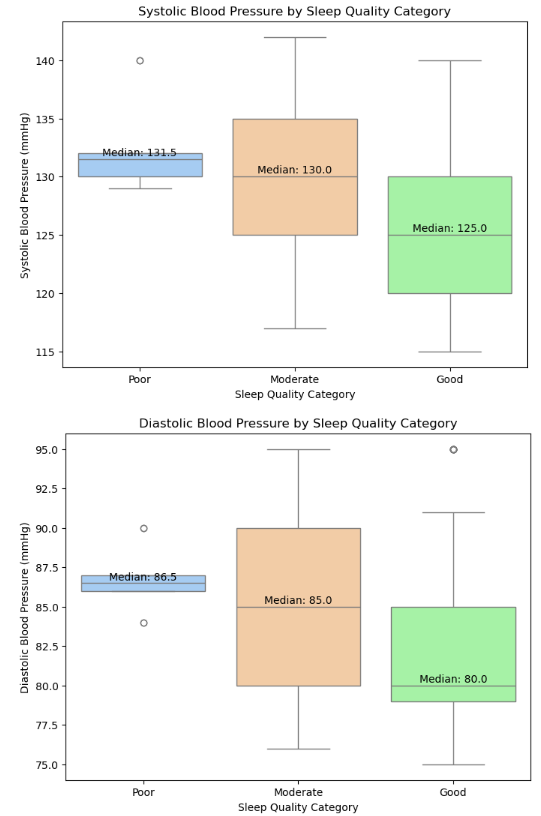 Systolic Blood Pressure by Sleep Quality Category
Systolic Blood Pressure (mmHg)
140
135
130
125
120
115
Median: 131.5
Median: 130.0
Median: 125.0
Poor
Moderate
Good
Sleep Quality Category
Diastolic Blood Pressure by Sleep Quality Category
Diastolic Blood Pressure (mmHg)
95.0
92.5
90.0
87.5
85.0
82.5
80.0
77.5
75.0
Median: 86.5
Median: 85.0
Median: 80.0
Poor
Moderate
Good
Sleep Quality Category